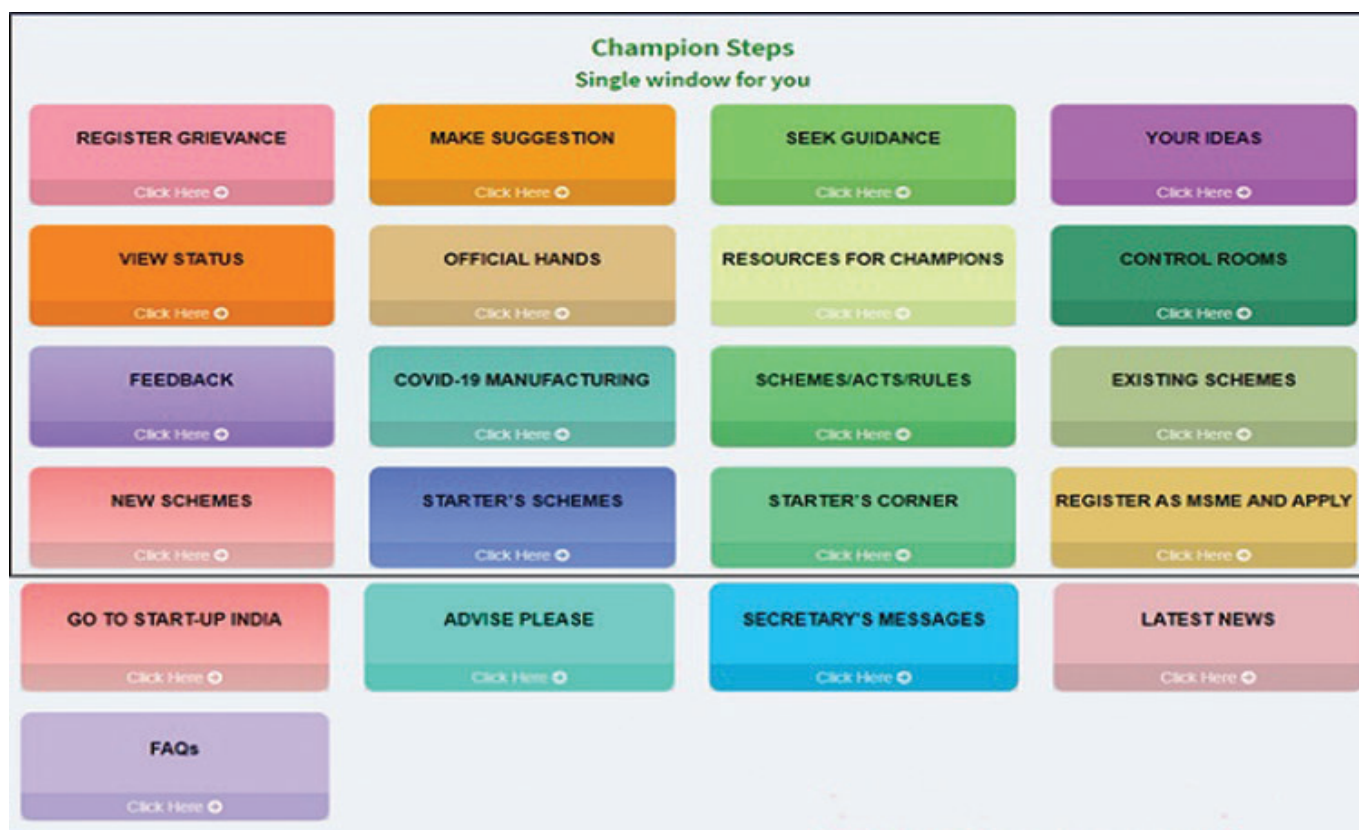 Champion Steps
Single window for you
REGISTER GRIEVANCE
Click Here
MAKE SUGGESTION
Click Here
SEEK GUIDANCE
Click Here
YOUR IDEAS
Click Here
VIEW STATUS
Click Here
OFFICIAL HANDS
Click Here
RESOURCES FOR CHAMPIONS
Click Here
CONTROL ROOMS
Click Here
FEEDBACK
Click Here
COVID-19 MANUFACTURING
Click Here
SCHEMES/ACTS/RULES
Click Here
EXISTING SCHEMES
Click Here
NEW SCHEMES
Click Here
STARTER'S SCHEMES
Click Here
STARTER'S CORNER
Click Here
REGISTER AS MSME AND APPLY
Click Here
GO TO START-UP INDIA
Click Here
ADVISE PLEASE
Click Here
SECRETARY'S MESSAGES
Click Here
LATEST NEWS
Click Here
FAQs
Click Here